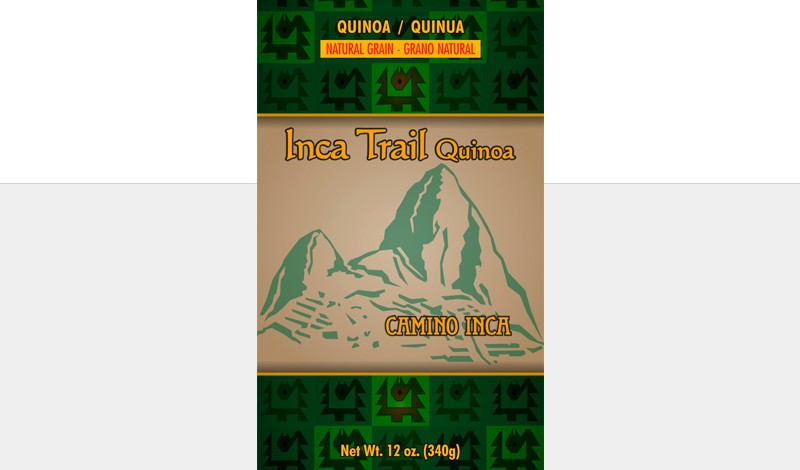 QUINOA / QUINUA
NATURAL GRAIN - GRANO NATURAL
Inca Trail Quinoa
CAMINO INCA
Net Wt. 12 oz. (340g)